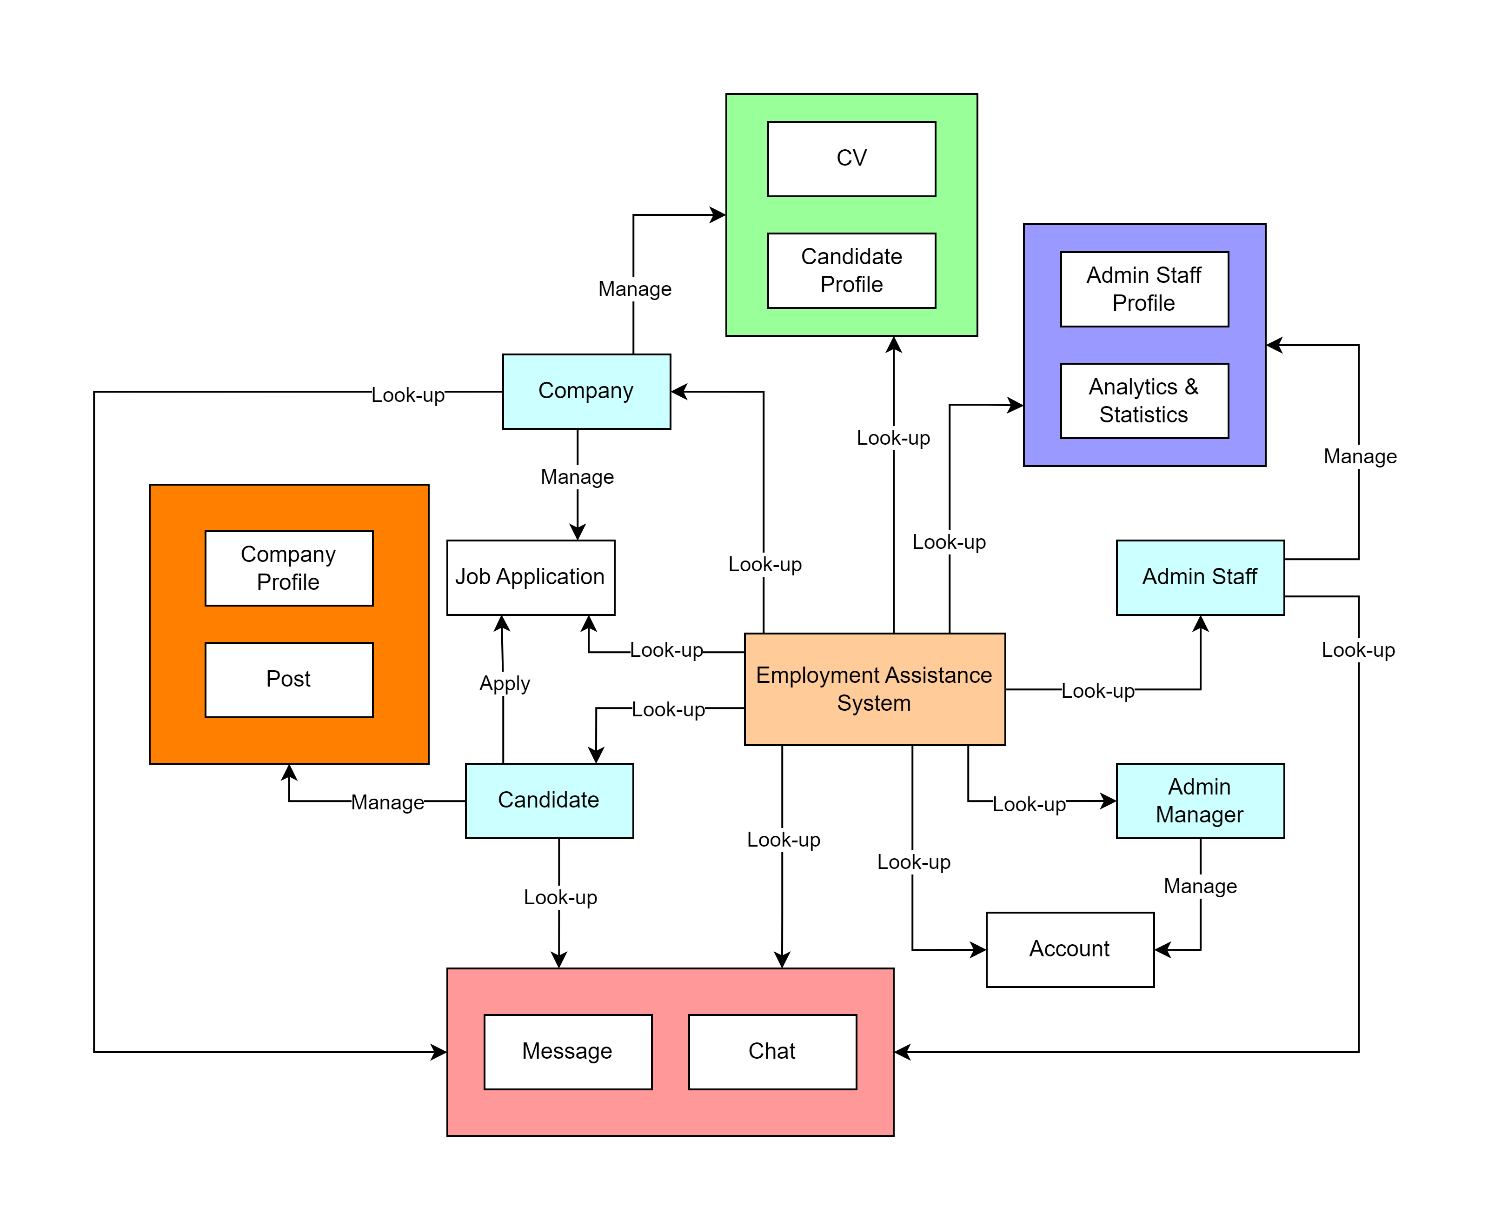 CV
Candidate
Profile
Admin Staff
Profile
Manage
Company
Look-up
Analytics &
Statistics
Look-up
Manage
Manage
Look-up
Company
Profile
Job Application
Look-up
Admin Staff
Look-up
Look-up
Post
Apply
Employment Assistance
System
Look-up
Look-up
Manage
Candidate
Admin
Manager
Look-up
Look-up
Look-up
Look-up
Manage
Account
Message
Chat